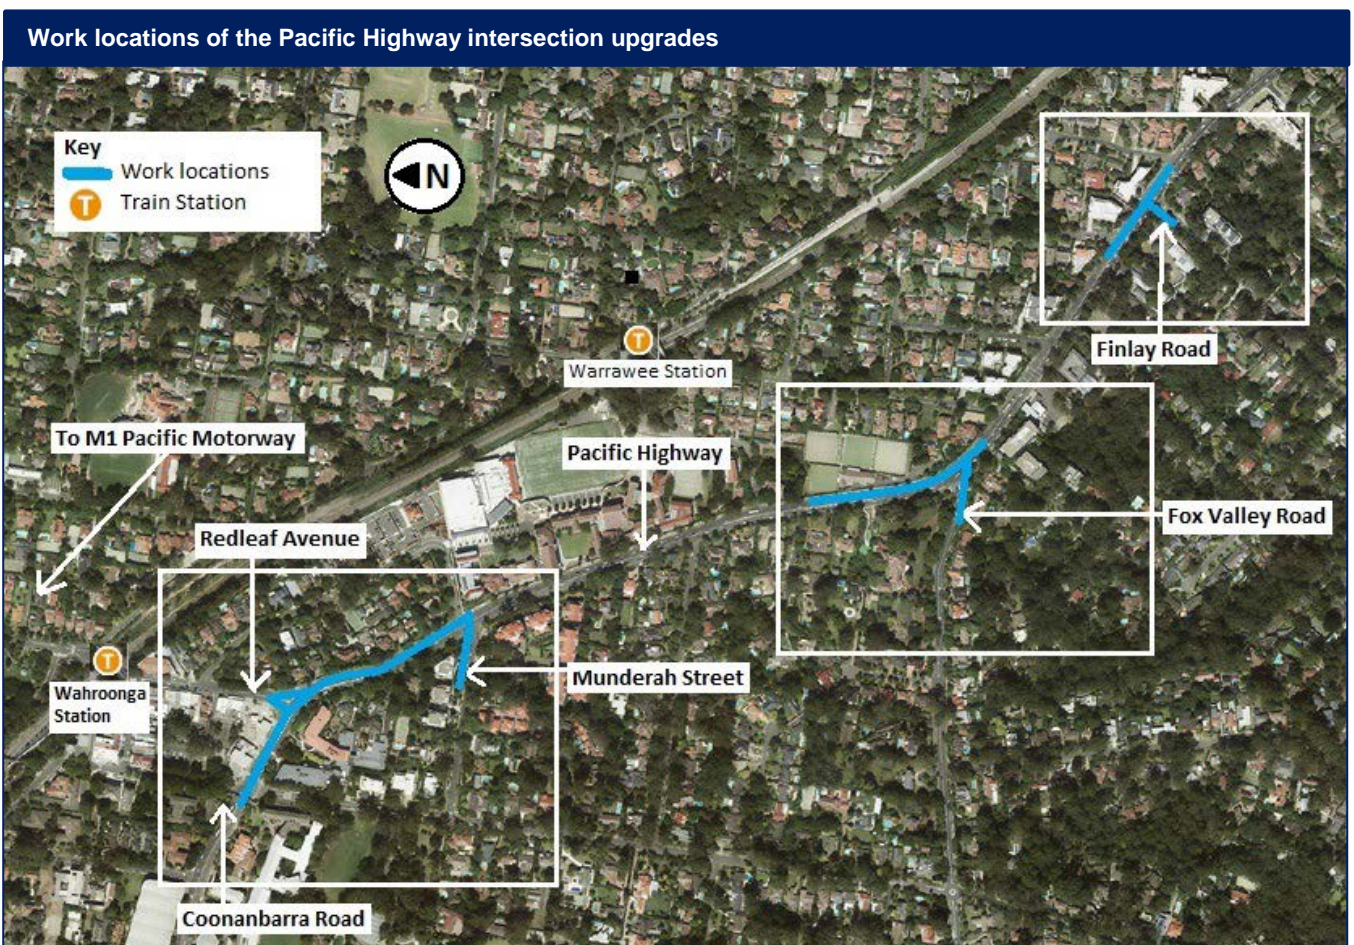 Work locations of the Pacific Highway intersection upgrades
Key
Work locations
T
Train Station
N
Finlay Road
T
Warrawee Station
To M1 Pacific Motorway
Pacific Highway
Redleaf Avenue
Fox Valley Road
T
Wahroonga
Station
Munderah Street
Coonanbarra Road